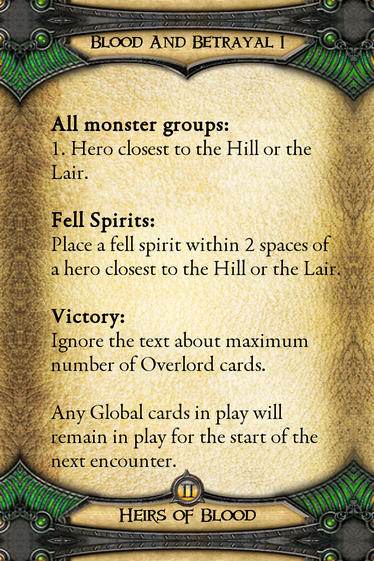 Blood And Betrayal 1
All monster groups:
1. Hero closest to the Hill or the
Lair.
Fell Spirits:
Place a fell spirit within 2 spaces of
a hero closest to the Hill or the Lair.
Victory:
Ignore the text about maximum
number of Overlord cards.
Any Global cards in play will
remain in play for the start of the
next encounter.
II
Heirs of Blood